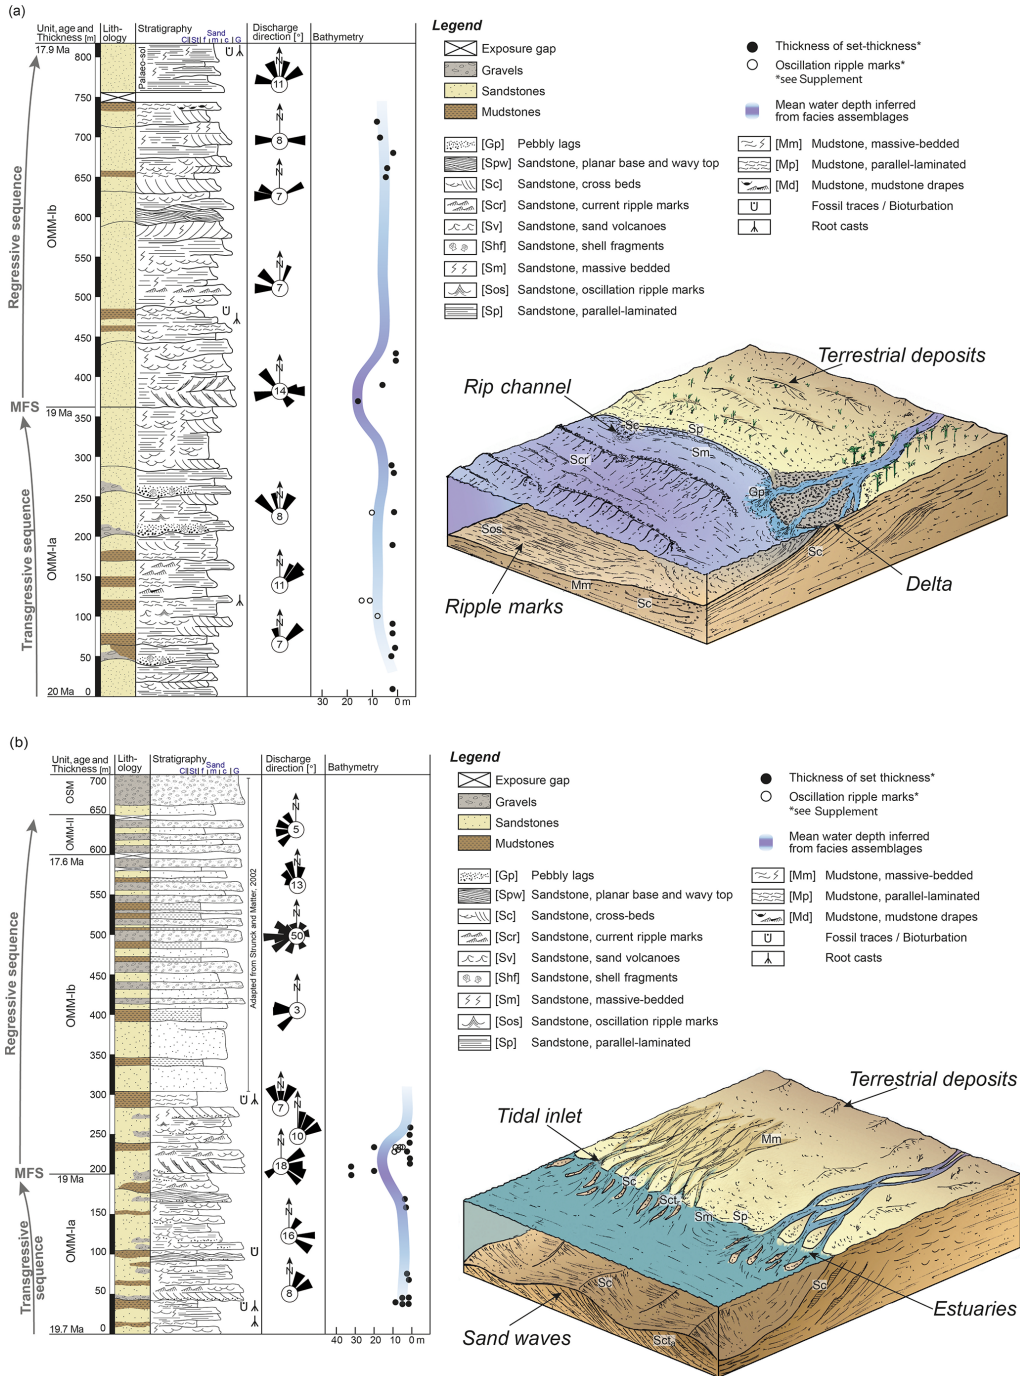 (a)
Unit, age and
Thickness [m]
Lith-
ology
Stratigraphy
Sand
Cl|St| f | m | c | G
Discharge
direction [°]
Bathymetry
17.9 Ma
800
750
700
650
600
550
500
450
400
350
300
250
200
150
100
50
0
19 Ma
20 Ma
Regressive sequence
MFS
Transgressive sequence
OMM-Ib
OMM-Ia
Palaeo-sol
N
11
N
8
N
7
N
7
N
14
N
8
N
11
N
7
30 20 10 0 m
Legend
Exposure gap
Gravels
Sandstones
Mudstones
Thickness of set-thickness*
Oscillation ripple marks*
*see Supplement
Mean water depth inferred
from facies assemblages
[Gp] Pebbly lags
[Spw] Sandstone, planar base and wavy top
[Sc] Sandstone, cross beds
[Scr] Sandstone, current ripple marks
[Sv] Sandstone, sand volcanoes
[Shf] Sandstone, shell fragments
[Sm] Sandstone, massive bedded
[Sos] Sandstone, oscillation ripple marks
[Sp] Sandstone, parallel-laminated
[Mm] Mudstone, massive-bedded
[Mp] Mudstone, parallel-laminated
[Md] Mudstone, mudstone drapes
Fossil traces / Bioturbation
Root casts
Terrestrial deposits
Rip channel
Sc
Sp
Sm
Scr
Gp
Sos
Sc
Mm
Sc
Ripple marks
Delta
(b)
Unit, age and
Thickness [m]
Lith-
ology
Stratigraphy
Sand
Cl|St| f | m | c | G
Discharge
direction [°]
Bathymetry
700
650
600
17.6 Ma
550
500
450
400
350
300
250
200
19 Ma
150
100
50
0
19.7 Ma
Regressive sequence
MFS
Transgressive
sequence
OSM
OMM-II
OMM-Ib
OMM-Ia
Adapted from Strunck and Matter, 2002
N
5
N
13
N
50
N
3
N
7
N
10
N
18
N
16
N
8
40 30 20 10 0 m
Legend
Exposure gap
Gravels
Sandstones
Mudstones
Thickness of set thickness*
Oscillation ripple marks*
*see Supplement
Mean water depth inferred
from facies assemblages
[Gp] Pebbly lags
[Spw] Sandstone, planar base and wavy top
[Sc] Sandstone, cross-beds
[Scr] Sandstone, current ripple marks
[Sv] Sandstone, sand volcanoes
[Shf] Sandstone, shell fragments
[Sm] Sandstone, massive-bedded
[Sos] Sandstone, oscillation ripple marks
[Sp] Sandstone, parallel-laminated
[Mm] Mudstone, massive-bedded
[Mp] Mudstone, parallel-laminated
[Md] Mudstone, mudstone drapes
Fossil traces / Bioturbation
Root casts
Terrestrial deposits
Tidal inlet
Mm
Sc
Sct
Sm
Sp
Sc
Sc
Estuaries
Sand waves
Sct